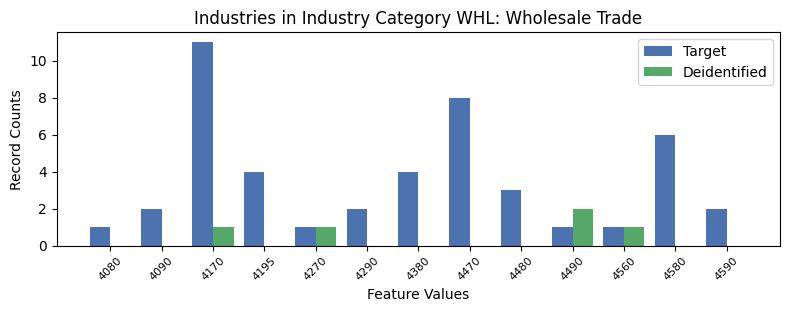 Industries in Industry Category WHL: Wholesale Trade
Target
Deidentified
Record Counts
10
8
6
4
2
0
4080 4090 4170 4195 4270 4290 4380 4470 4480 4490 4560 4580 4590
Feature Values